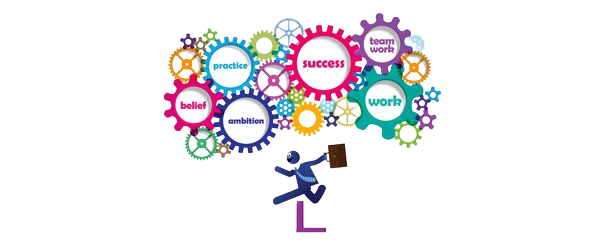 team
work
success
practice
belief
work
ambition
L